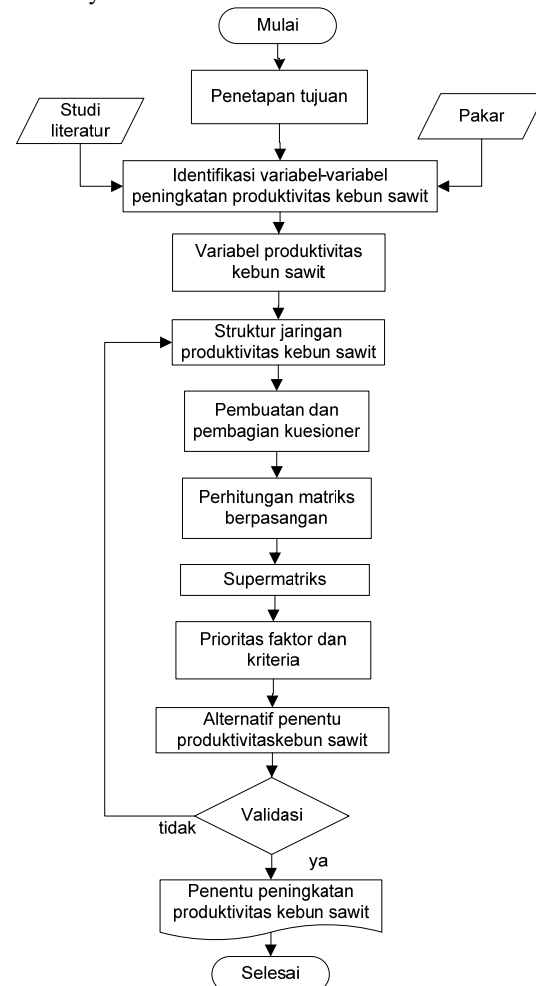 Mulai
Penetapan tujuan
Studi
literatur
Pakar
Identifikasi variabel-variabel
peningkatan produktivitas kebun sawit
Variabel produktivitas
kebun sawit
Struktur jaringan
produktivitas kebun sawit
Pembuatan dan
pembagian kuesioner
Perhitungan matriks
berpasangan
Supermatriks
Prioritas faktor dan
kriteria
Alternatif penentu
produktivitaskebun sawit
Validasi
tidak
ya
Penentu peningkatan
produktivitas kebun sawit
Selesai